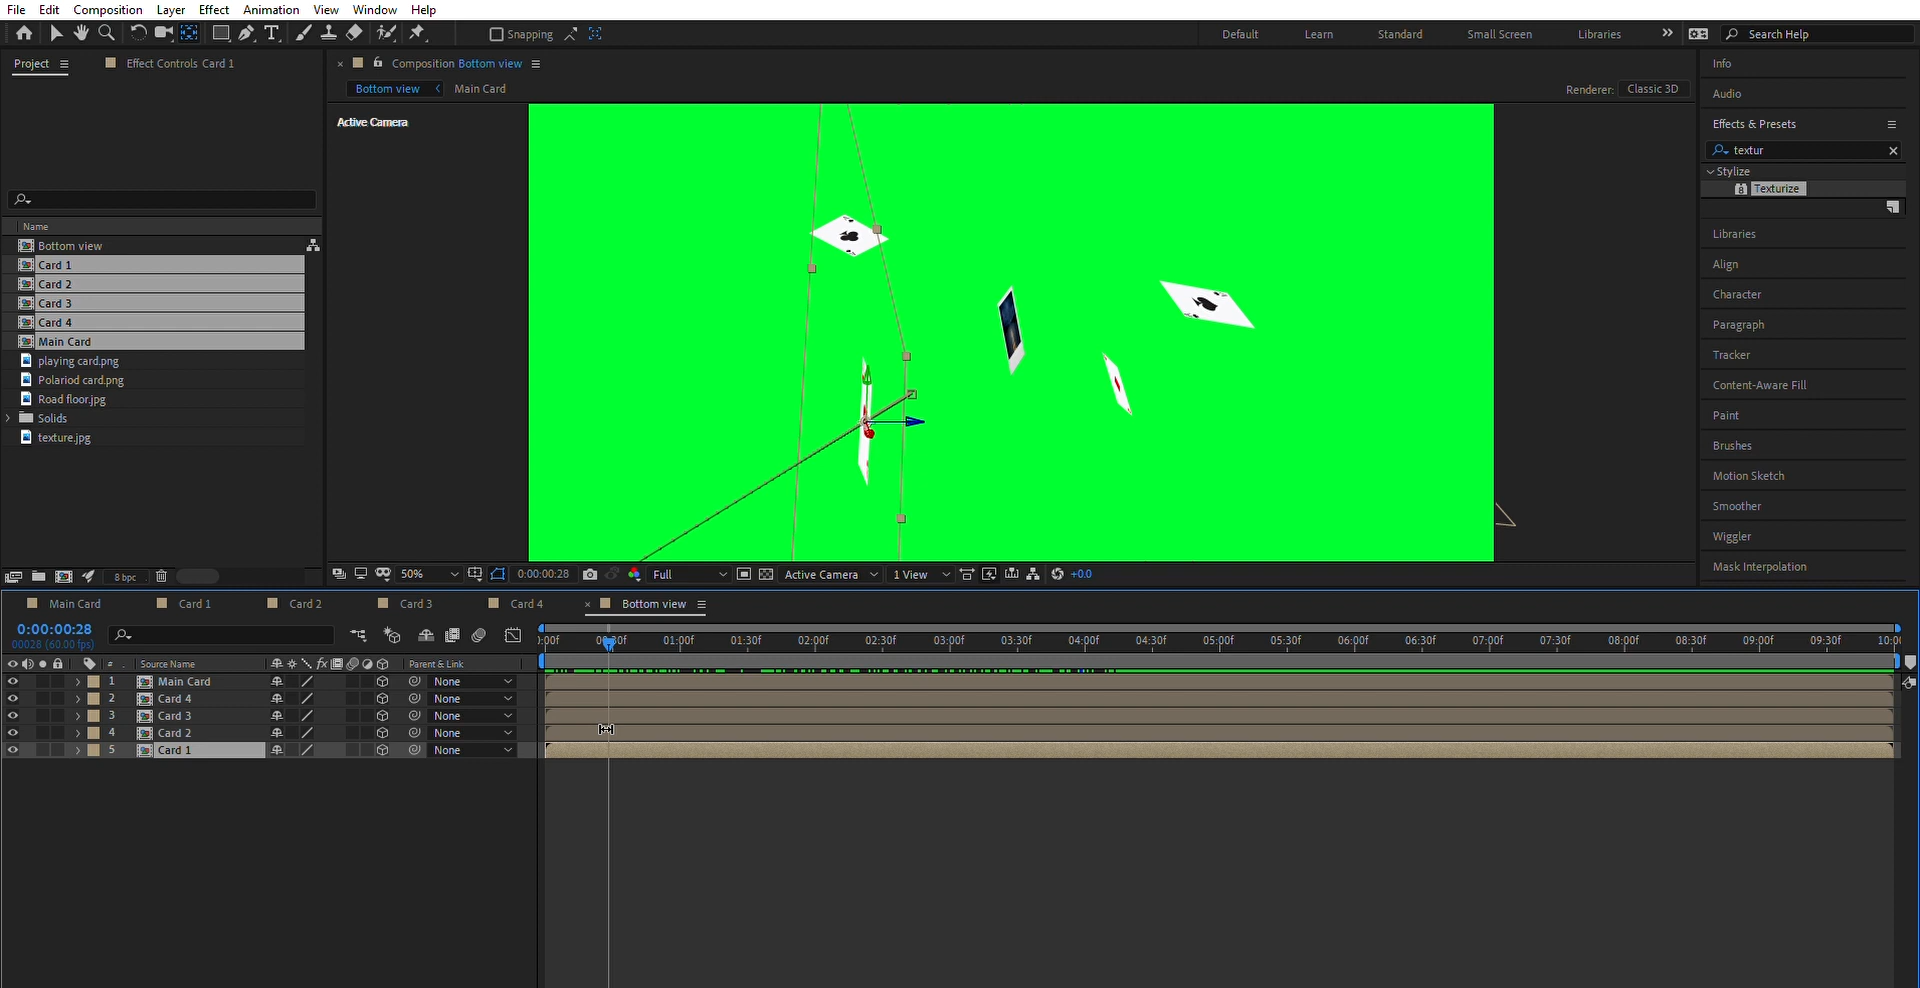 File Edit Composition Layer Effect Animation View Window Help
Snapping
Default Learn Standard Small Screen Libraries Search Help
Project Effect Controls Card 1
Composition Bottom view
Bottom view Main Card
Renderer: Classic 3D
Active Camera
Name
Bottom view
Card 1
Card 2
Card 3
Card 4
Main Card
playing card.png
Polariod card.png
Road floor.jpg
Solids
texture.jpg
8 bpc
50% 0:00:00:28 Full Active Camera 1 View +0.0
Info
Audio
Effects & Presets
textur
Stylize
Texturize
Libraries
Align
Character
Paragraph
Tracker
Content-Aware Fill
Paint
Brushes
Motion Sketch
Smoother
Wiggler
Mask Interpolation
Main Card Card 1 Card 2 Card 3 Card 4 Bottom view
0:00:00:28
00028 (60.00 fps)
01:00f 01:30f 02:00f 02:30f 03:00f 03:30f 04:00f 04:30f 05:00f 05:30f 06:00f 06:30f 07:00f 07:30f 08:00f 08:30f 09:00f 09:30f
# Source Name Parent & Link
1 Main Card None
2 Card 4 None
3 Card 3 None
4 Card 2 None
5 Card 1 None